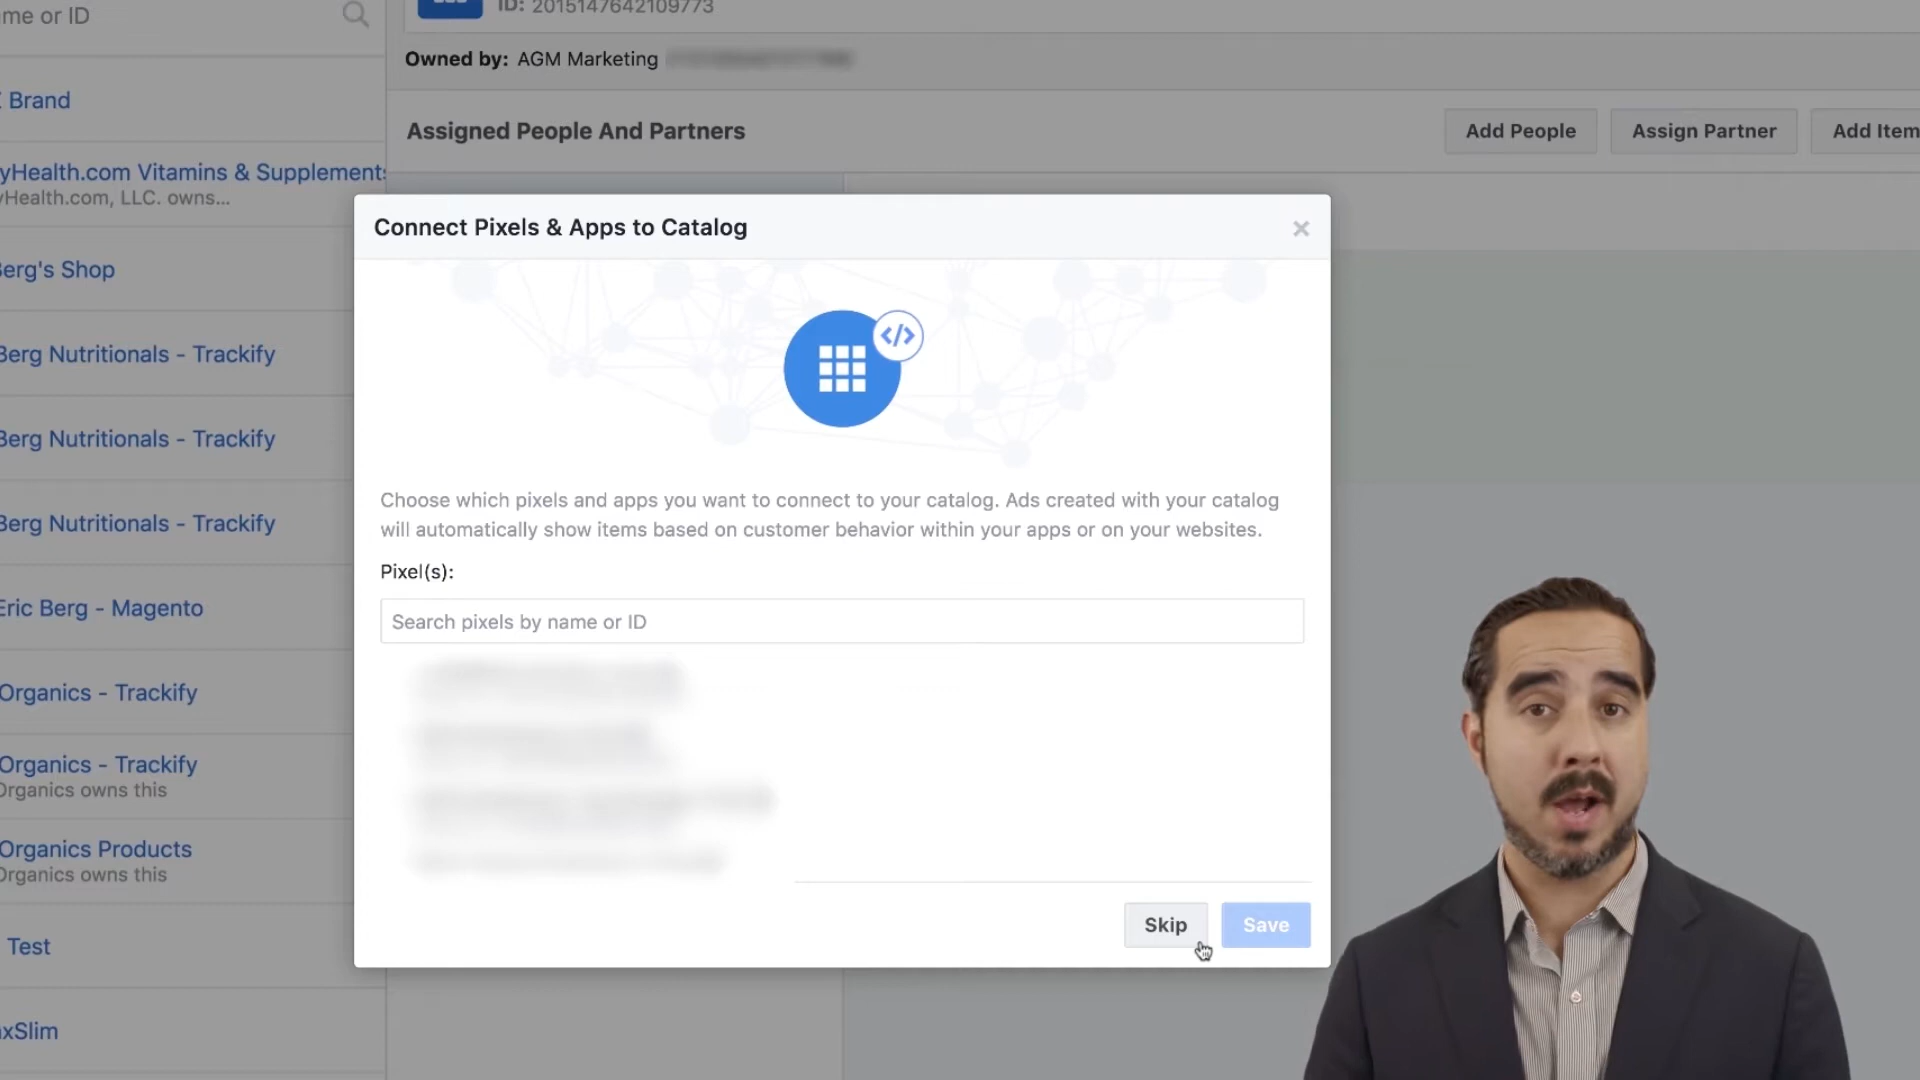 me or ID
ID: 2015147642109773
Owned by: AGM Marketing
Brand
Assigned People And Partners
Add People
Assign Partner
Add Item
yHealth.com Vitamins & Supplements
yHealth.com, LLC. owns...
Berg's Shop
Berg Nutritionals - Trackify
Berg Nutritionals - Trackify
Berg Nutritionals - Trackify
Eric Berg - Magento
Organics - Trackify
Organics - Trackify
Organics owns this
Organics Products
Organics owns this
Test
xSlim
Connect Pixels & Apps to Catalog
×
</>
Choose which pixels and apps you want to connect to your catalog. Ads created with your catalog
will automatically show items based on customer behavior within your apps or on your websites.
Pixel(s):
Search pixels by name or ID
Skip
Save